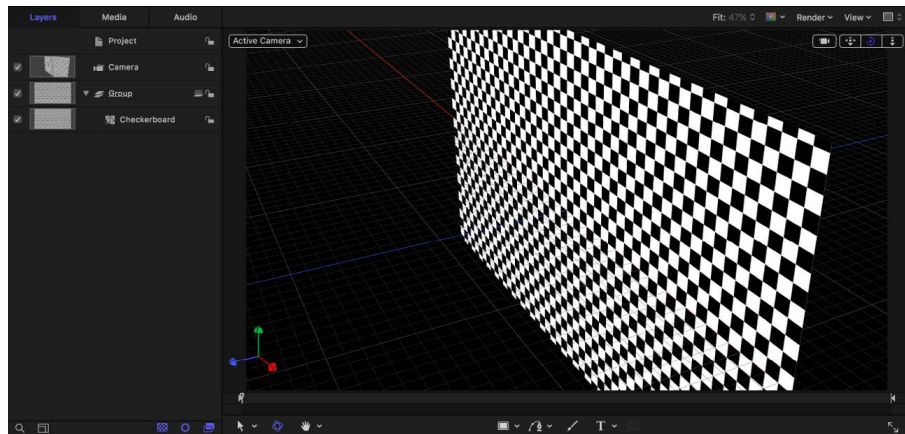 Layers Media Audio
Fit: 47% Render View
Project
Active Camera
Camera
Group
Checkerboard
T